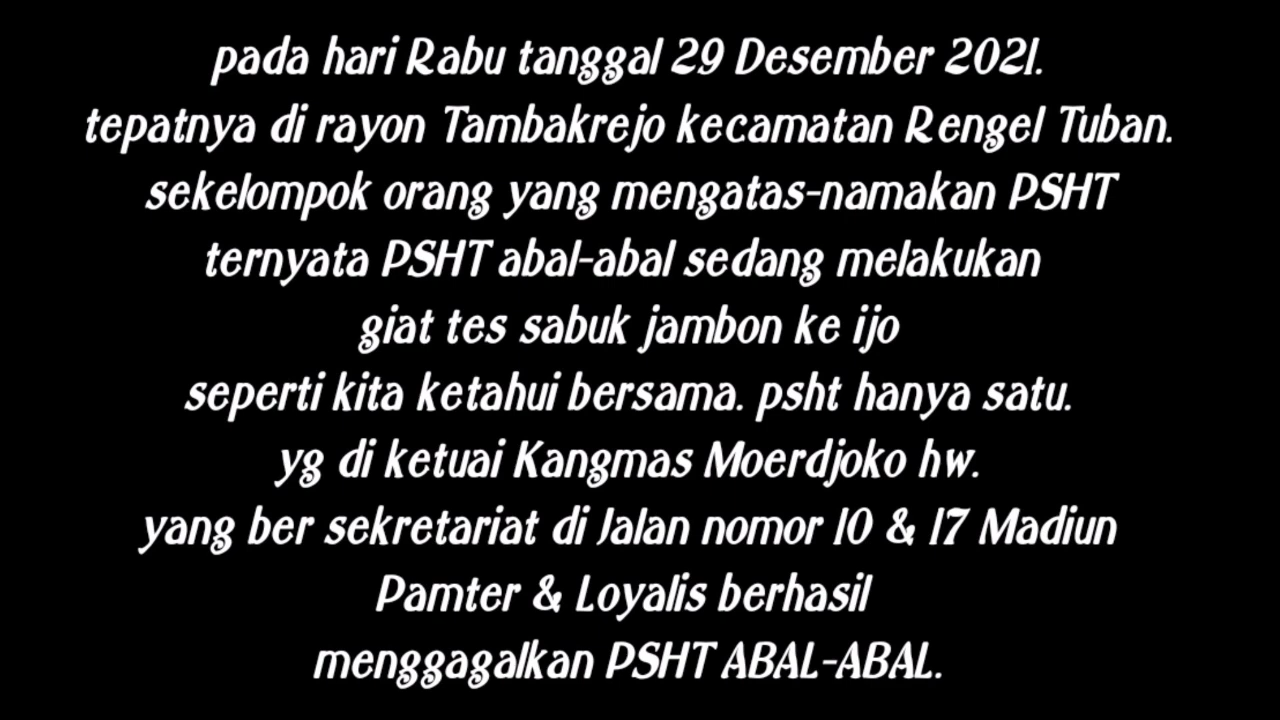 pada hari Rabu tanggal 29 Desember 2021.
tepatnya di rayon Tambakrejo kecamatan Rengel Tuban.
sekelompok orang yang mengatas-namakan PSHT
ternyata PSHT abal-abal sedang melakukan
giat tes sabuk jambon ke ijo
seperti kita ketahui bersama. psht hanya satu.
yg di ketuai Kangmas Moerdjoko hw.
yang ber sekretariat di Jalan nomor 10 & 17 Madiun
Pamter & Loyalis berhasil
menggagalkan PSHT ABAL-ABAL.